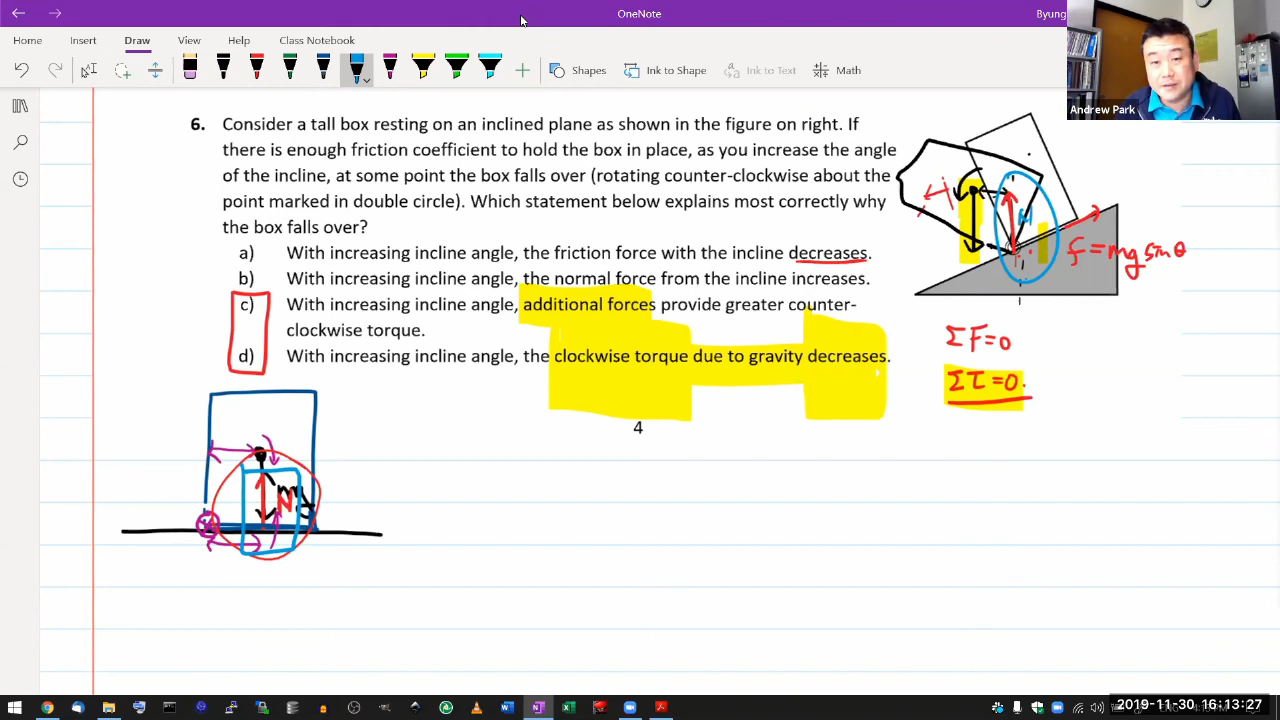 OneNote
Byung
Home Insert Draw View Help Class Notebook
Shapes Ink to Shape Ink to Text Math
Andrew Park
6. Consider a tall box resting on an inclined plane as shown in the figure on right. If
there is enough friction coefficient to hold the box in place, as you increase the angle
of the incline, at some point the box falls over (rotating counter-clockwise about the
point marked in double circle). Which statement below explains most correctly why
the box falls over?
a) With increasing incline angle, the friction force with the incline decreases.
b) With increasing incline angle, the normal force from the incline increases.
c) With increasing incline angle, additional forces provide greater counter-
clockwise torque.
d) With increasing incline angle, the clockwise torque due to gravity decreases.
4
N
f = mg sin θ
ΣF=0
Στ=0.
mg
N
2019-11-30 16:13:27